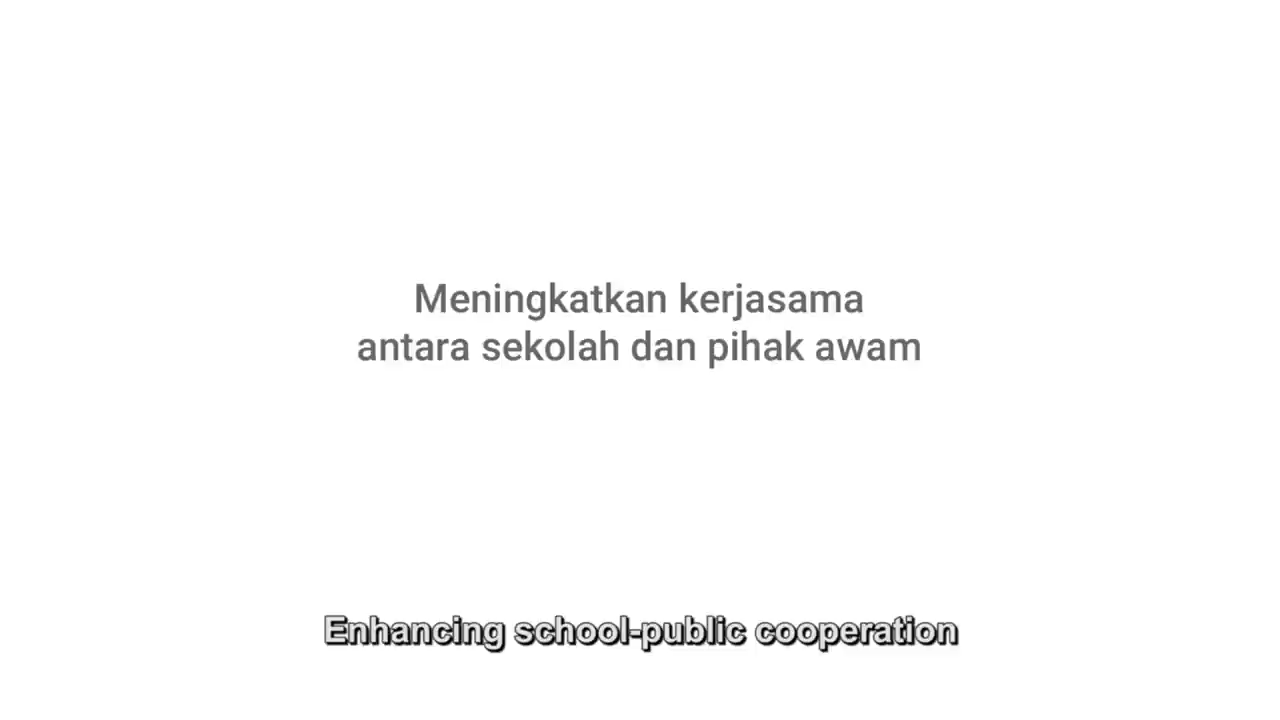 Meningkatkan kerjasama
antara sekolah dan pihak awam
Enhancing school-public cooperation